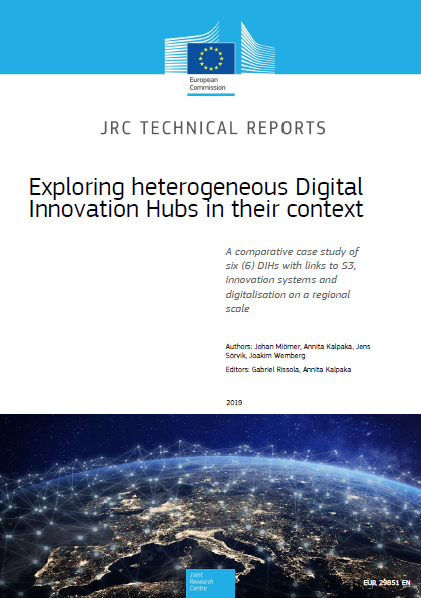 European
Commission
JRC TECHNICAL REPORTS
Exploring heterogeneous Digital
Innovation Hubs in their context
A comparative case study of
six (6) DIHs with links to S3,
innovation systems and
digitalisation on a regional
scale
Authors: Johan Miörner, Annita Kalpaka, Jens
Sörvik, Joakim Wernberg
Editors: Gabriel Rissola, Annita Kalpaka
2019
Joint
Research
Centre
EUR 29851 EN